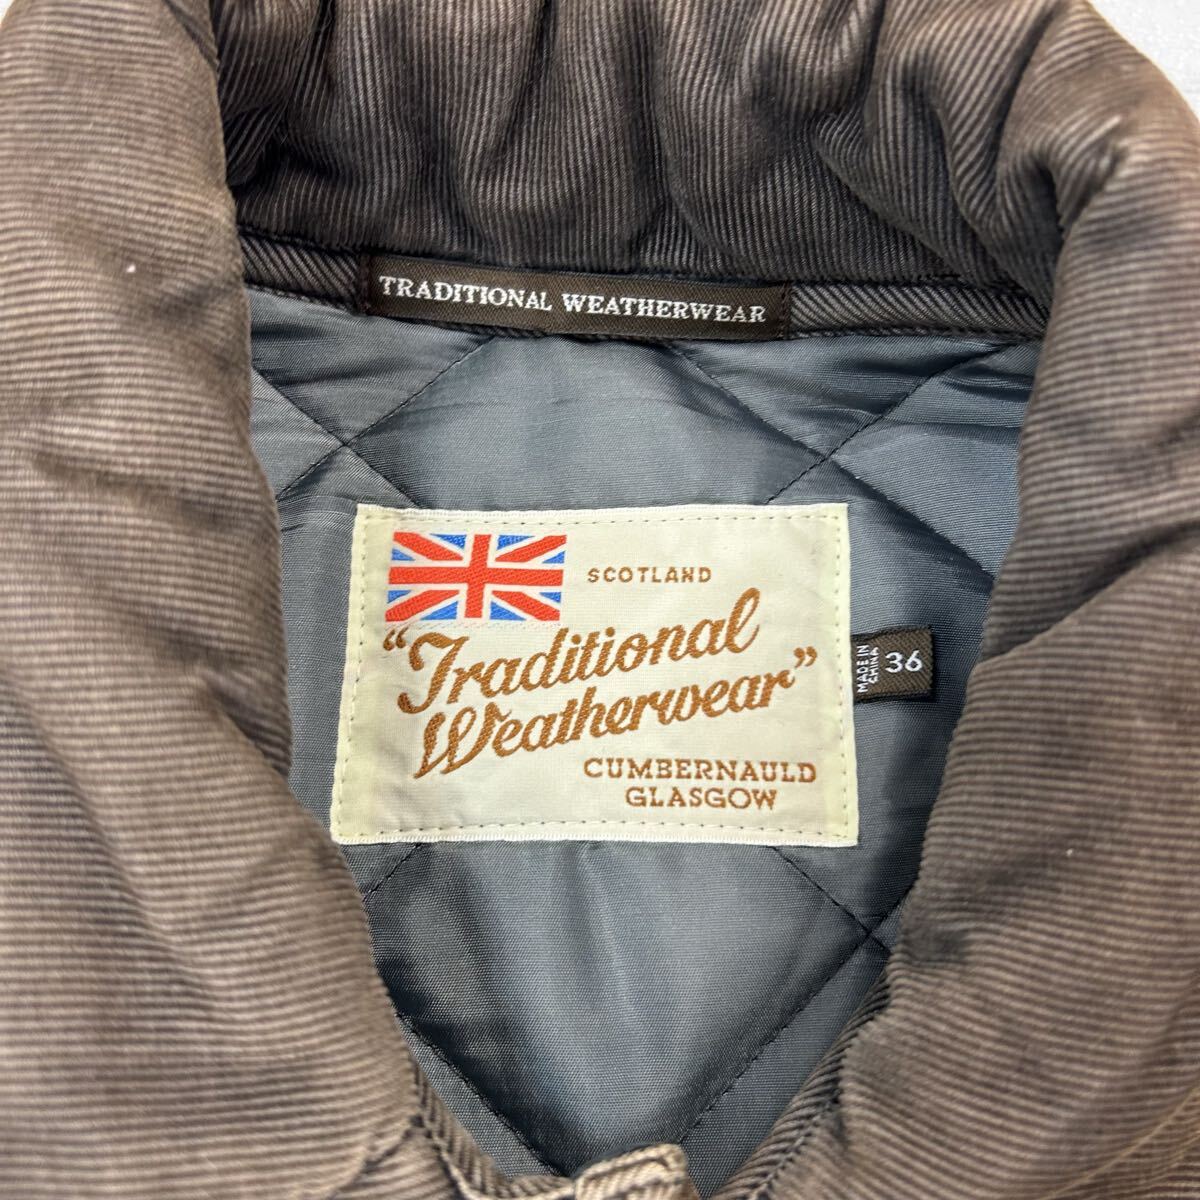 TRADITIONAL WEATHERWEAR
SCOTLAND
"Traditional
Weatherwear"
CUMBERNAULD
GLASGOW
MADE IN
CHINA
36